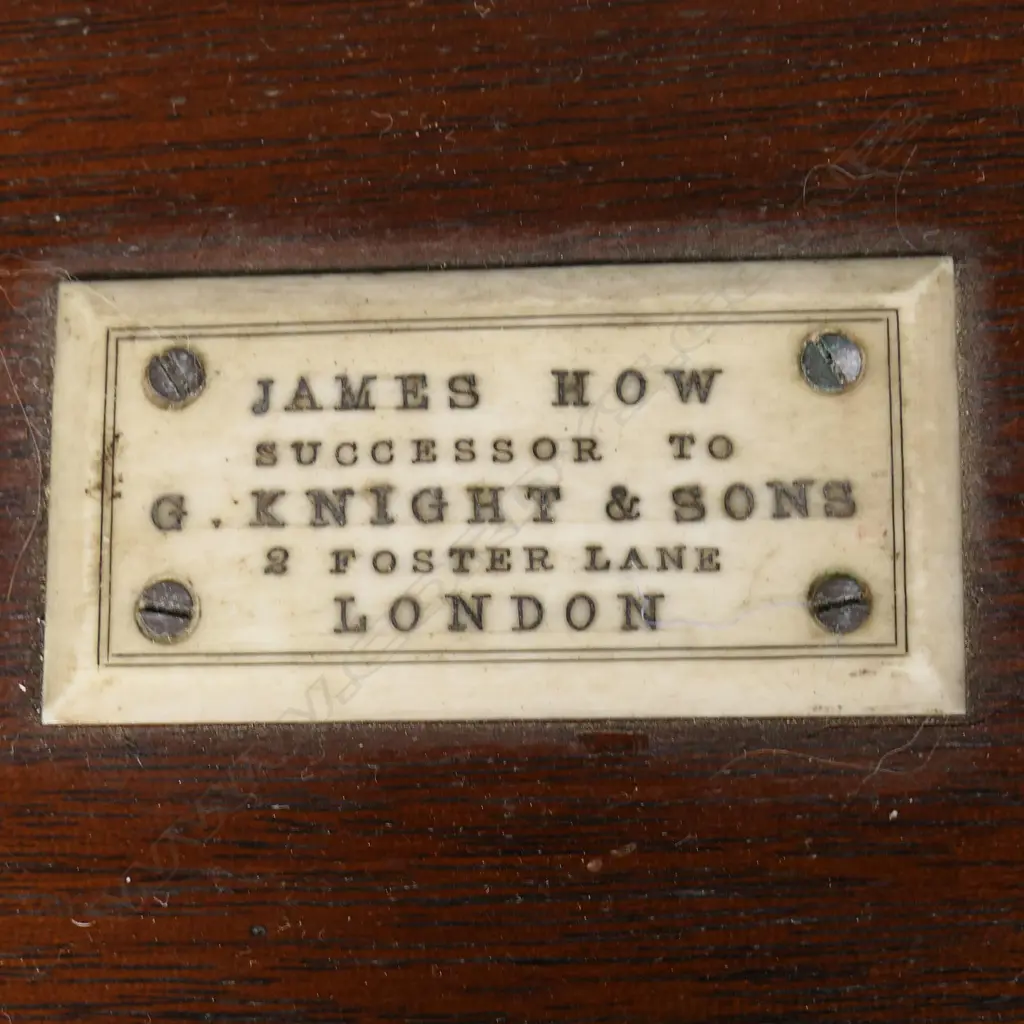 JAMES HOW
SUCCESSOR TO
G. KNIGHT & SONS
2 FOSTER LANE
LONDON